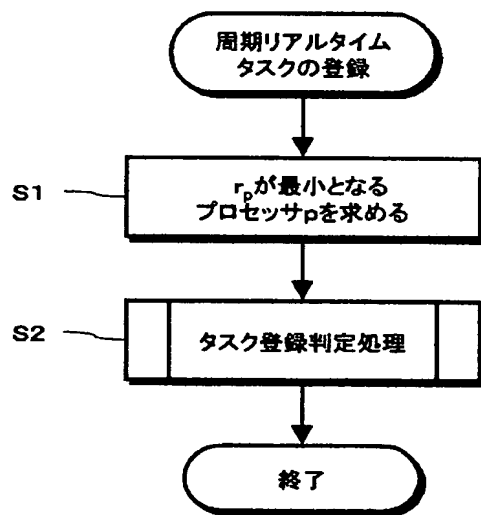 周期リアルタイム
タスクの登録
S1
rpが最小となる
プロセッサpを求める
S2
タスク登録判定処理
終了